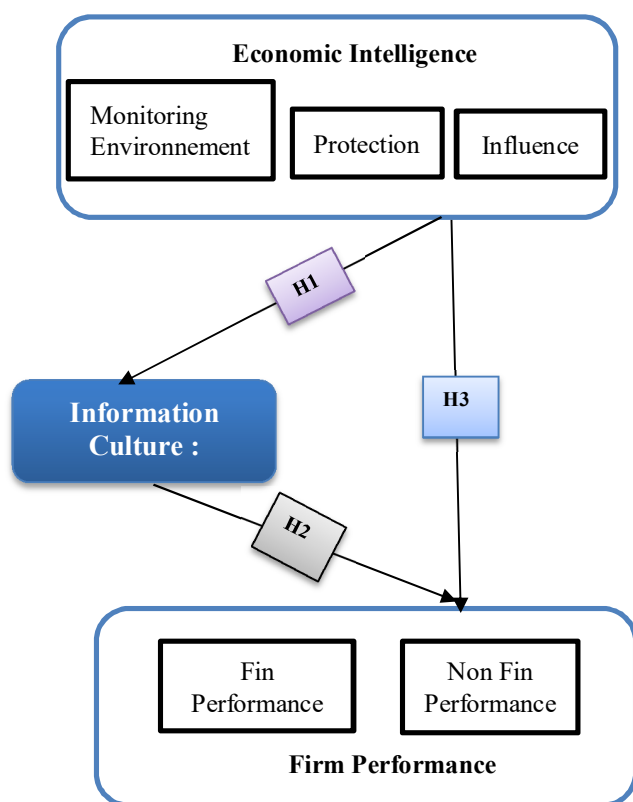 Economic Intelligence
Monitoring
Environnement
Protection
Influence
H1
H3
Information
Culture :
H2
Fin
Performance
Non Fin
Performance
Firm Performance